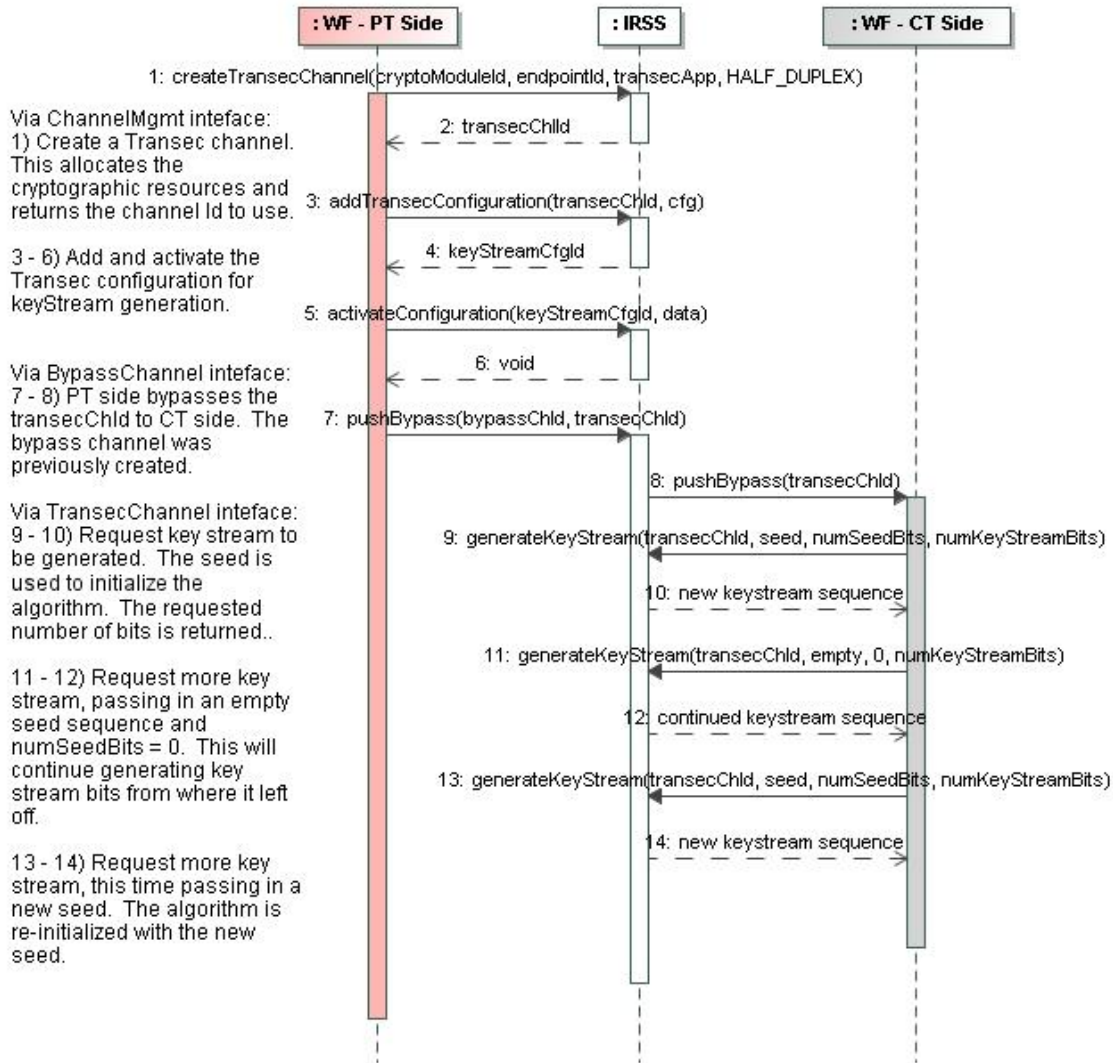 : WF - PT Side
: IRSS
: WF - CT Side
1: createTransecChannel(cryptoModuleId, endpointId, transecApp, HALF_DUPLEX)
Via ChannelMgmt inteface:
1) Create a Transec channel.
This allocates the
cryptographic resources and
returns the channel Id to use.
2: transecChIId
3: addTransecConfiguration(transecChId, cfg)
3 - 6) Add and activate the
Transec configuration for
keyStream generation.
4: keyStreamCfgId
5: activateConfiguration(keyStreamCfgId, data)
6: void
Via BypassChannel inteface:
7 - 8) PT side bypasses the
transecChId to CT side.  The
bypass channel was
previously created.
7: pushBypass(bypassChId, transecChId)
8: pushBypass(transecChId)
Via TransecChannel inteface:
9 - 10) Request key stream to
be generated.  The seed is
used to initialize the
algorithm.  The requested
number of bits is returned..
9: generateKeyStream(transecChId, seed, numSeedBits, numKeyStreamBits)
10: new keystream sequence
11: generateKeyStream(transecChId, empty, 0, numKeyStreamBits)
11 - 12) Request more key
stream, passing in an empty
seed sequence and
numSeedBits = 0.  This will
continue generating key
stream bits from where it left
off.
12: continued keystream sequence
13: generateKeyStream(transecChId, seed, numSeedBits, numKeyStreamBits)
14: new keystream sequence
13 - 14) Request more key
stream, this time passing in a
new seed.  The algorithm is
re-initialized with the new
seed.